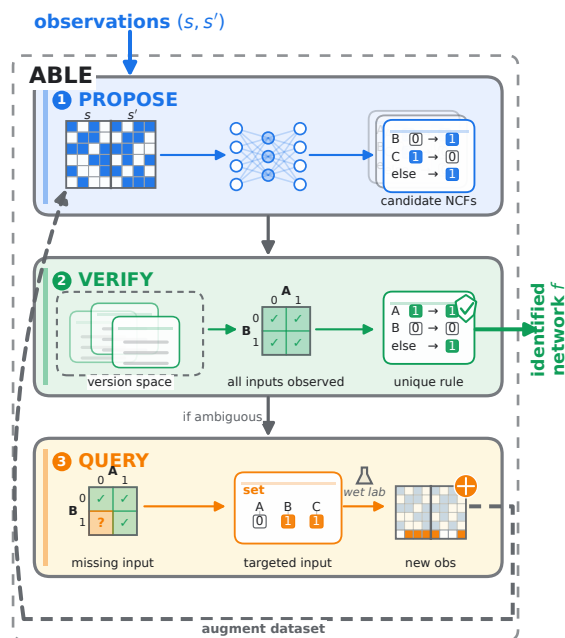 observations (s, s′)
ABLE
1 PROPOSE
s s′
B 0 → 1
C 1 → 0
else → 1
candidate NCFs
2 VERIFY
A
0 1
B
0 ✓ ✓
1 ✓ ✓
A 1 → 1
B 0 → 0
else → 1
version space
all inputs observed
unique rule
identified
network f
if ambiguous
3 QUERY
A
0 1
B
0 ✓ ✓
1 ? ✓
set
A B C
0 1 1
wet lab
missing input
targeted input
new obs
augment dataset